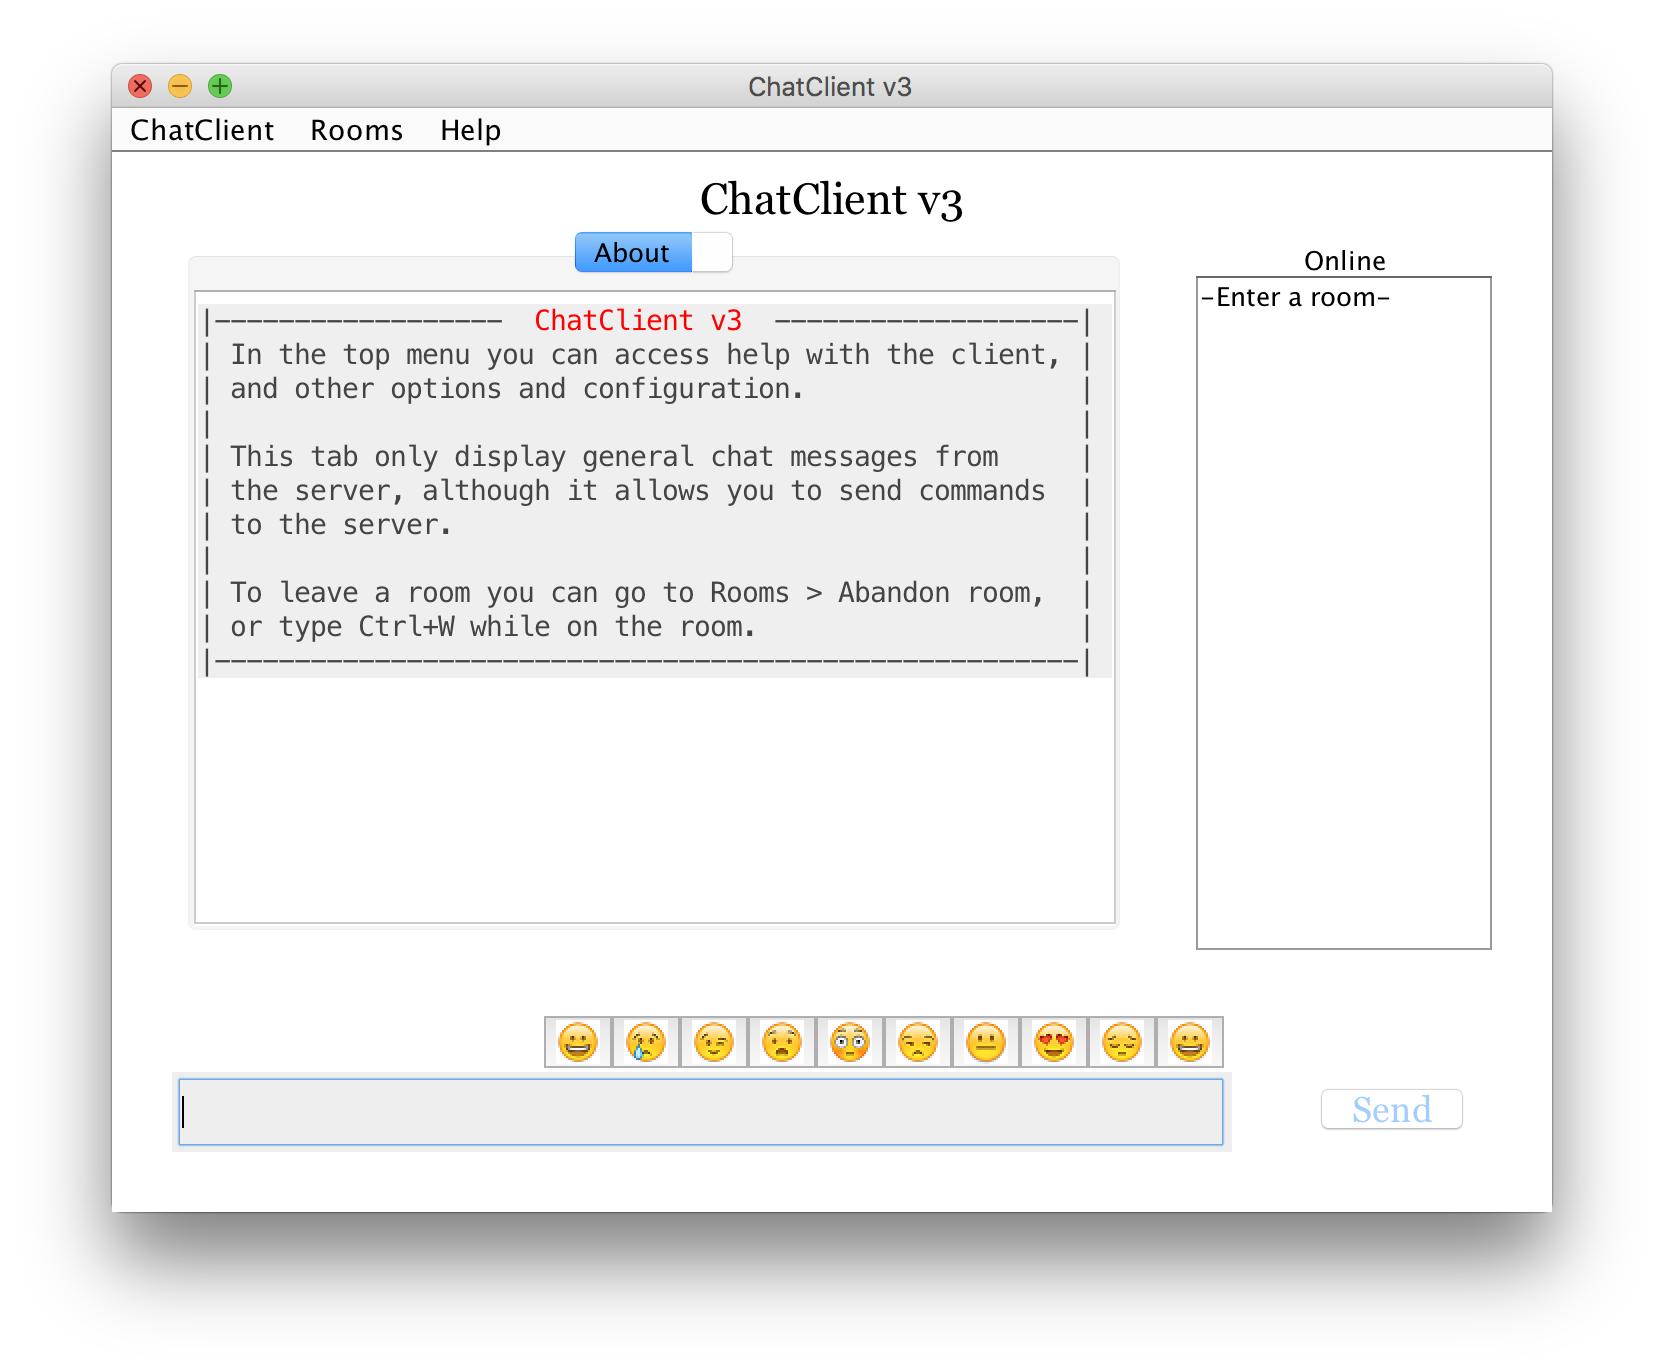 ChatClient v3
ChatClient Rooms Help
ChatClient v3
About
Online
-Enter a room-
|------------------ ChatClient v3 -------------------|
| In the top menu you can access help with the client, |
| and other options and configuration. |
| |
| This tab only display general chat messages from |
| the server, although it allows you to send commands |
| to the server. |
| |
| To leave a room you can go to Rooms > Abandon room, |
| or type Ctrl+W while on the room. |
|------------------------------------------------------|
Send